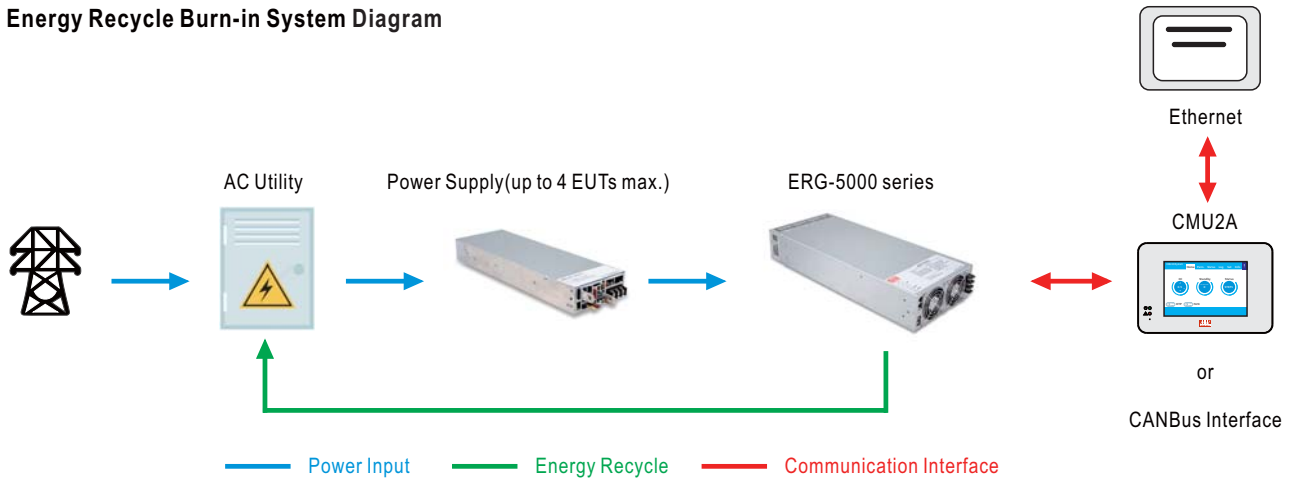 Energy Recycle Burn-in System Diagram
Ethernet
AC Utility
Power Supply(up to 4 EUTs max.)
ERG-5000 series
CMU2A
or
CANBus Interface
Power Input
Energy Recycle
Communication Interface